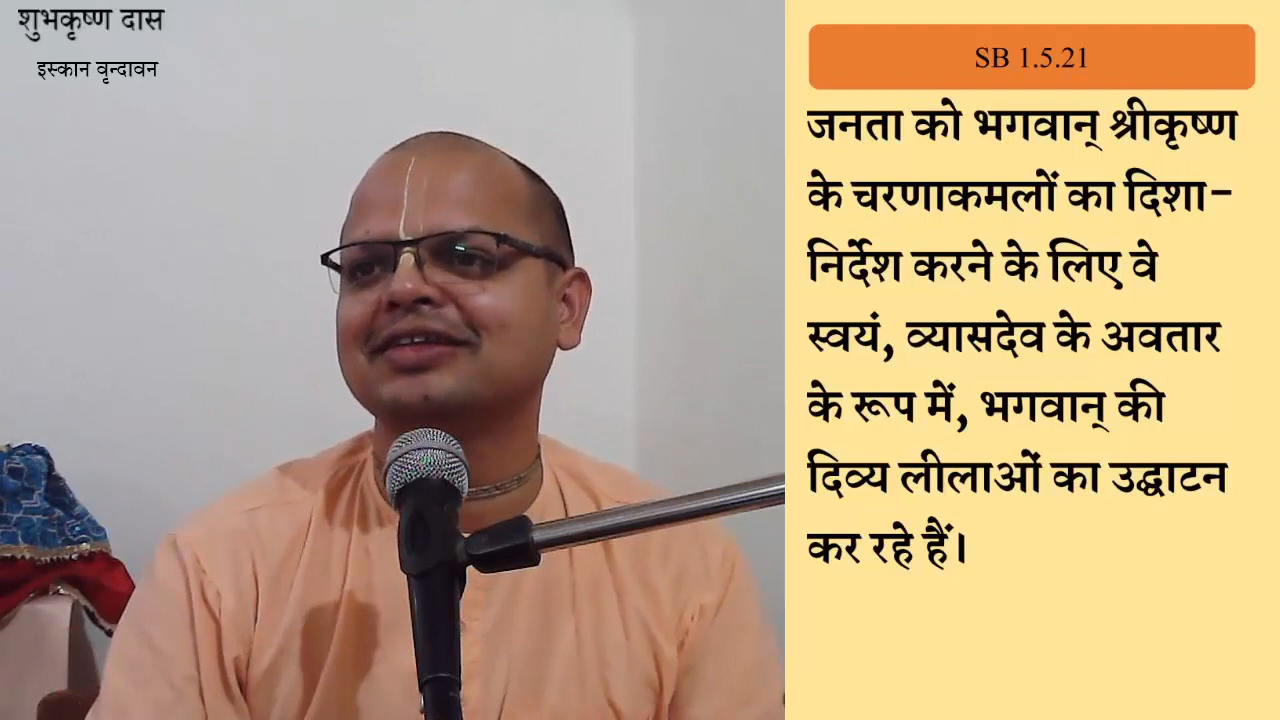 शुभकृष्ण दास
इस्कान वृन्दावन
SB 1.5.21
जनता को भगवान् श्रीकृष्ण
के चरणाकमलों का दिशा-
निर्देश करने के लिए वे
स्वयं, व्यासदेव के अवतार
के रूप में, भगवान् की
दिव्य लीलाओं का उद्घाटन
कर रहे हैं।